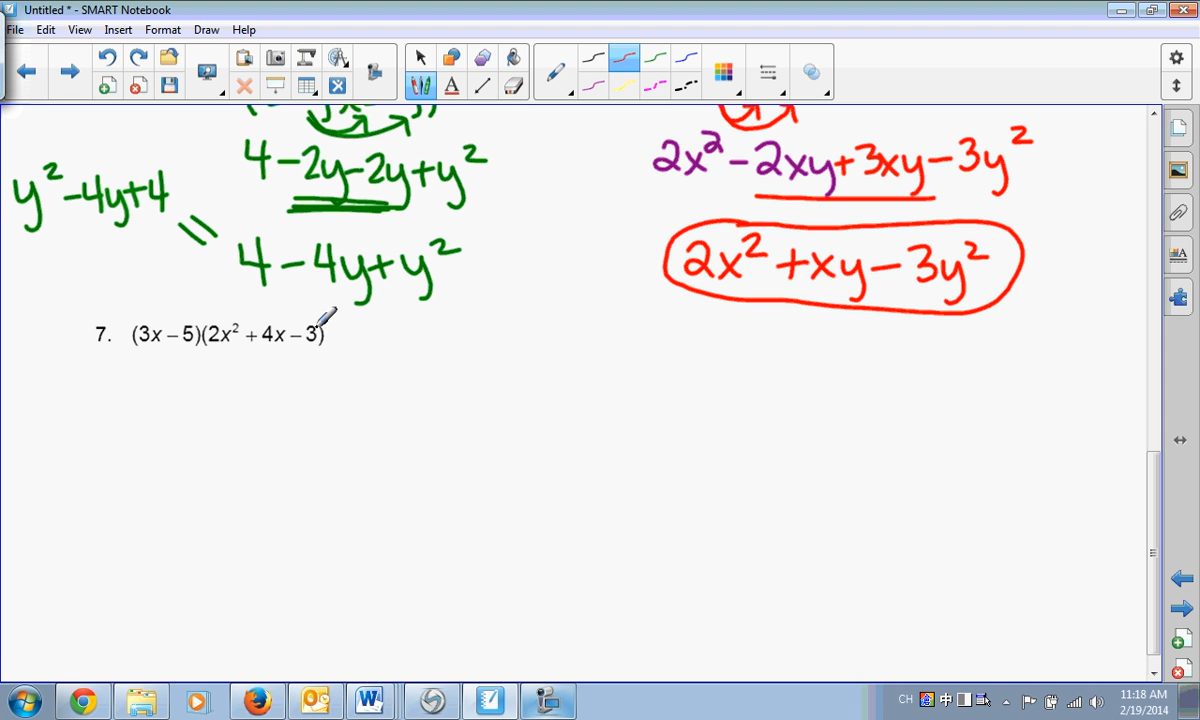 Untitled * - SMART Notebook
File Edit View Insert Format Draw Help
4 - 2y - 2y + y²
y² - 4y + 4
=
4 - 4y + y²
2x² - 2xy + 3xy - 3y²
2x² + xy - 3y²
7. (3x – 5)(2x² + 4x – 3)
CH 中
11:18 AM
2/19/2014